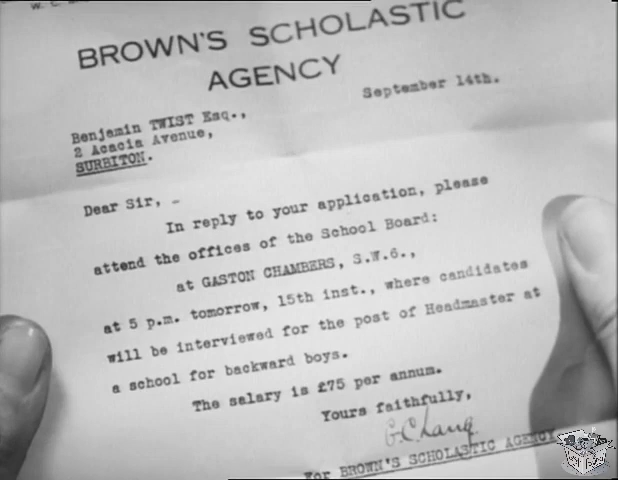 BROWN'S SCHOLASTIC
AGENCY
September 14th.
Benjamin TWIST Esq.,
2 Acacia Avenue,
SURBITON.
Dear Sir, -
In reply to your application, please
attend the offices of the School Board:
at GASTON CHAMBERS, S.W.6.,
at 5 p.m. tomorrow, 15th inst., where candidates
will be interviewed for the post of Headmaster at
a school for backward boys.
The salary is £75 per annum.
Yours faithfully,
For BROWN'S SCHOLASTIC AGENCY